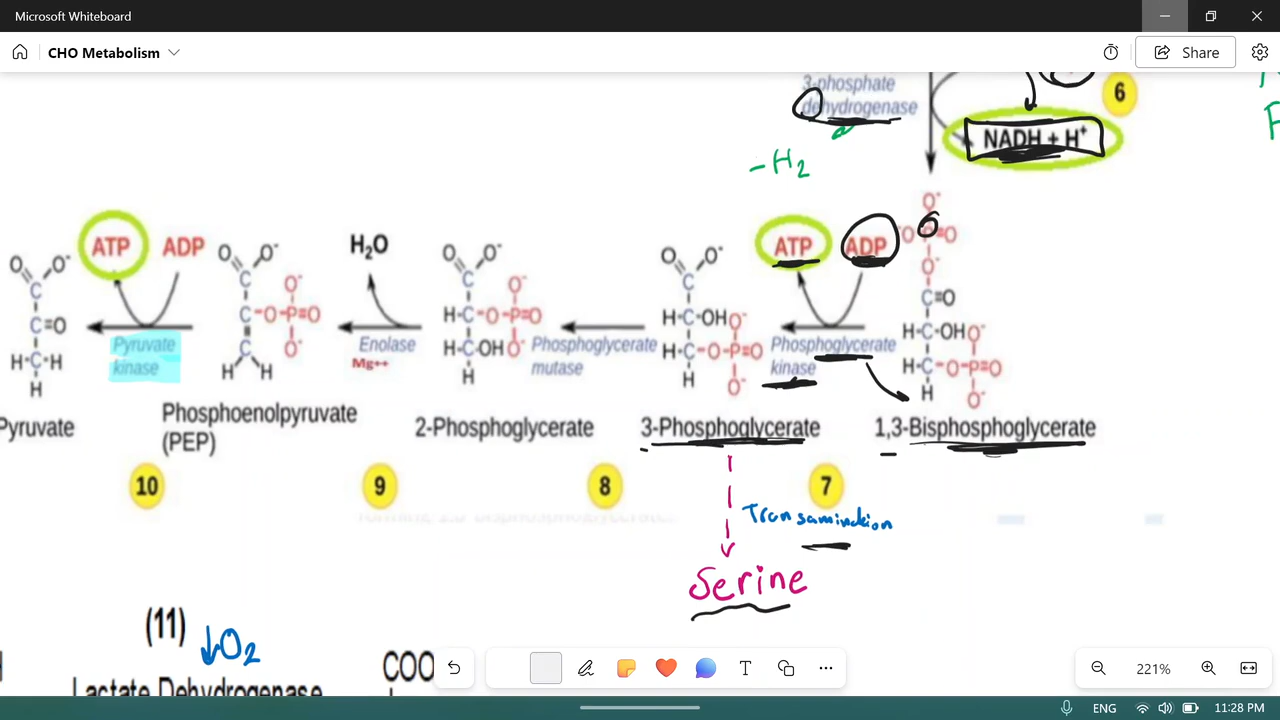 Microsoft Whiteboard
CHO Metabolism
Share
3-phosphate
dehydrogenase
6
NADH + H⁺
-H₂
ATP
ADP
H₂O
ATP
ADP
Pyruvate
kinase
Enolase
Mg++
Phosphoglycerate
mutase
Phosphoglycerate
kinase
Pyruvate
Phosphoenolpyruvate
(PEP)
2-Phosphoglycerate
3-Phosphoglycerate
1,3-Bisphosphoglycerate
10
9
8
7
Transamination
Serine
(11)
↓O₂
COO
Lactate Dehydrogenase
221%
ENG
11:28 PM